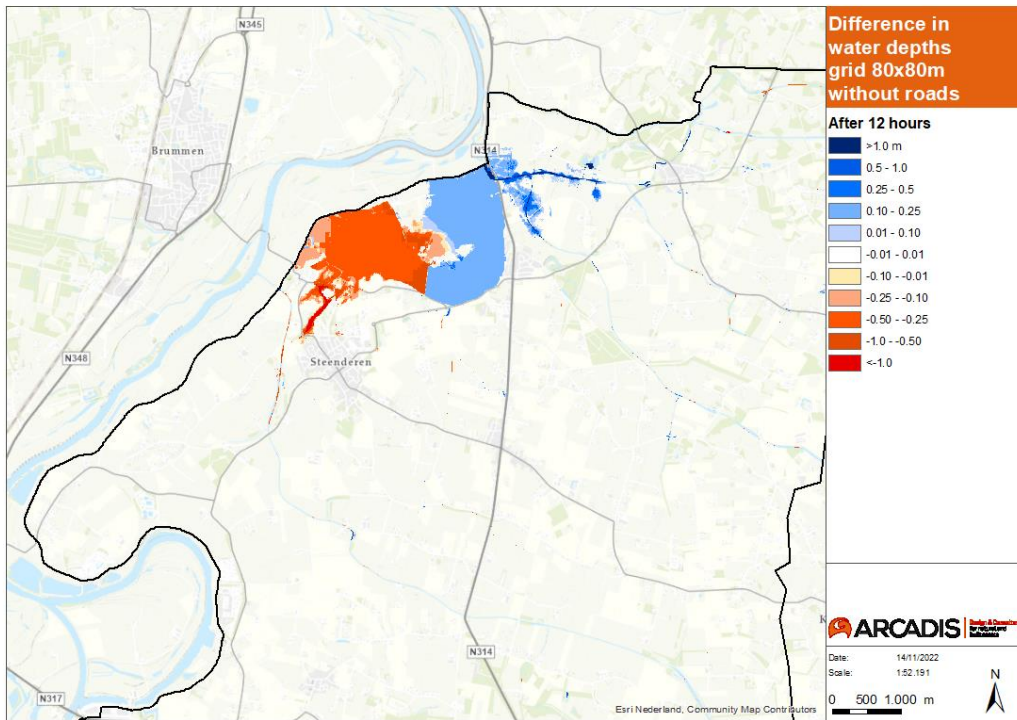 Difference in
water depths
grid 80x80m
without roads
After 12 hours
>1.0 m
0.5 - 1.0
0.25 - 0.5
0.10 - 0.25
0.01 - 0.10
-0.01 - 0.01
-0.10 - -0.01
-0.25 - -0.10
-0.50 - -0.25
-1.0 - -0.50
<-1.0
N345
Brummen
N314
N348
Steenderen
N314
N317
K
Esri Nederland, Community Map Contributors
ARCADIS
Date: 14/11/2022
Scale: 1:52.191
0 500 1.000 m
N